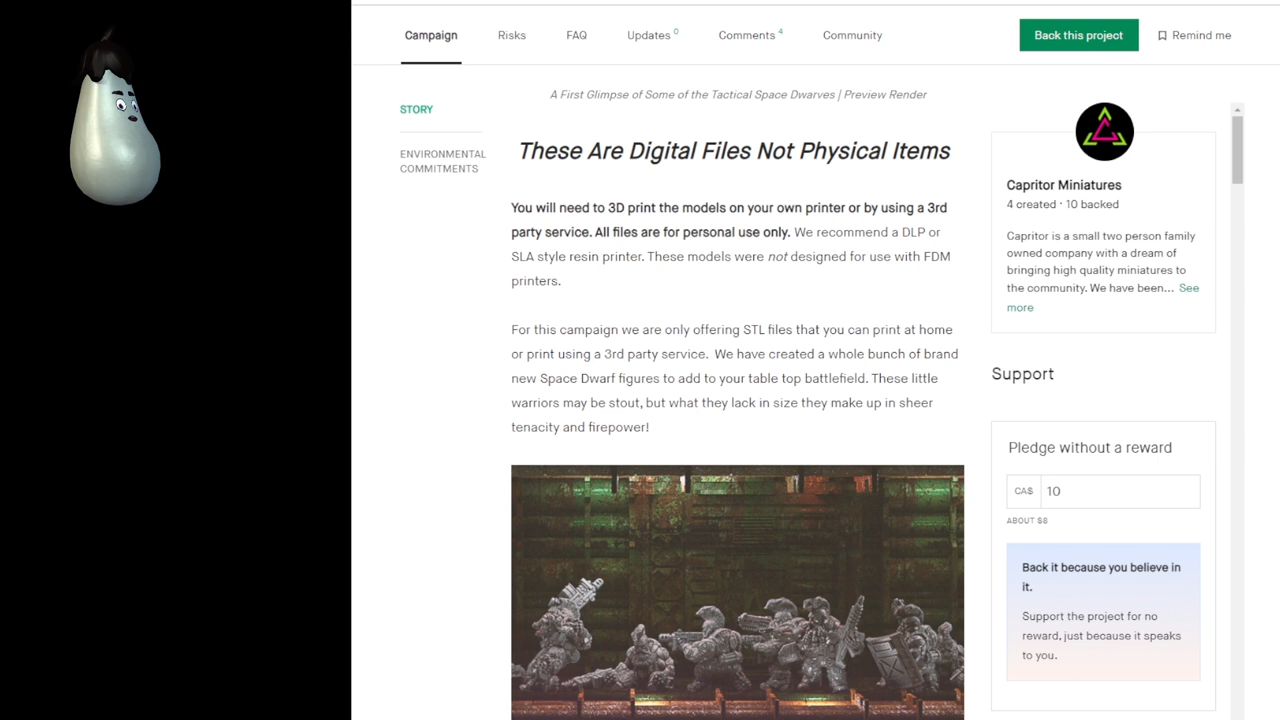 Campaign
Risks
FAQ
Updates 0
Comments 4
Community
Back this project
Remind me
STORY
ENVIRONMENTAL
COMMITMENTS
A First Glimpse of Some of the Tactical Space Dwarves | Preview Render
These Are Digital Files Not Physical Items
You will need to 3D print the models on your own printer or by using a 3rd
party service. All files are for personal use only. We recommend a DLP or
SLA style resin printer. These models were not designed for use with FDM
printers.
For this campaign we are only offering STL files that you can print at home
or print using a 3rd party service. We have created a whole bunch of brand
new Space Dwarf figures to add to your table top battlefield. These little
warriors may be stout, but what they lack in size they make up in sheer
tenacity and firepower!
Capritor Miniatures
4 created · 10 backed
Capritor is a small two person family
owned company with a dream of
bringing high quality miniatures to
the community. We have been... See
more
Support
Pledge without a reward
CA$ 10
ABOUT $8
Back it because you believe in
it.
Support the project for no
reward, just because it speaks
to you.